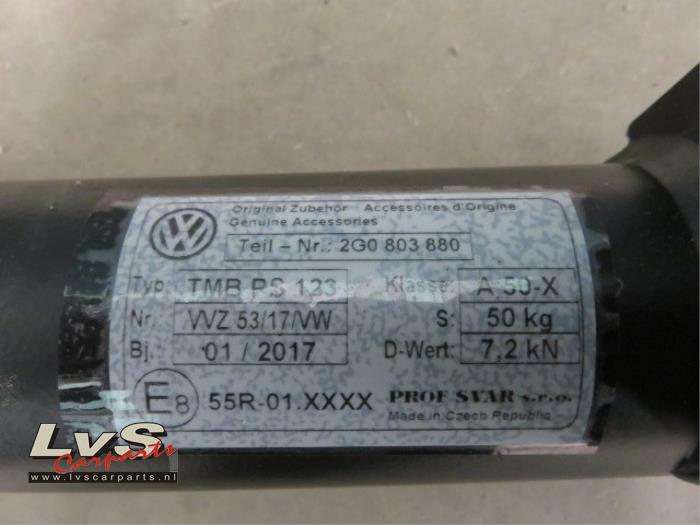 Original Zubehör Accessoires d'Origine
Genuine Accessories
Teil - Nr.: 2G0 803 880
Typ: TMB PS 123 Klasse: A 50-X
Nr: VVZ 53/17/VW S: 50 kg
Bj. 01 / 2017 D-Wert: 7,2 kN
E8 55R-01.XXXX PROF SVAR s.r.o.
Made in Czech Republic
LvS
Carparts
www.lvscarparts.nl